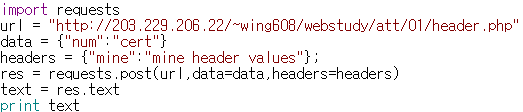 import requests
url = "http://203.229.206.22/~wing608/webstudy/att/01/header.php"
data = {"num":"cert"}
headers = {"mine":"mine header values"};
res = requests.post(url,data=data,headers=headers)
text = res.text
print text